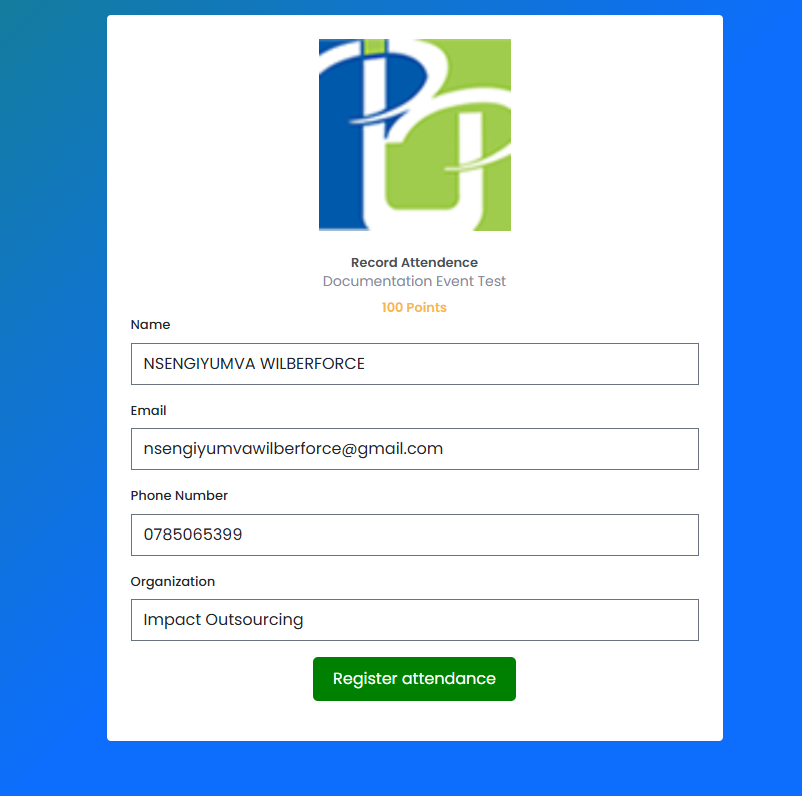 Record Attendence
Documentation Event Test
100 Points
Name
NSENGIYUMVA WILBERFORCE
Email
nsengiyumvawilberforce@gmail.com
Phone Number
0785065399
Organization
Impact Outsourcing
Register attendance